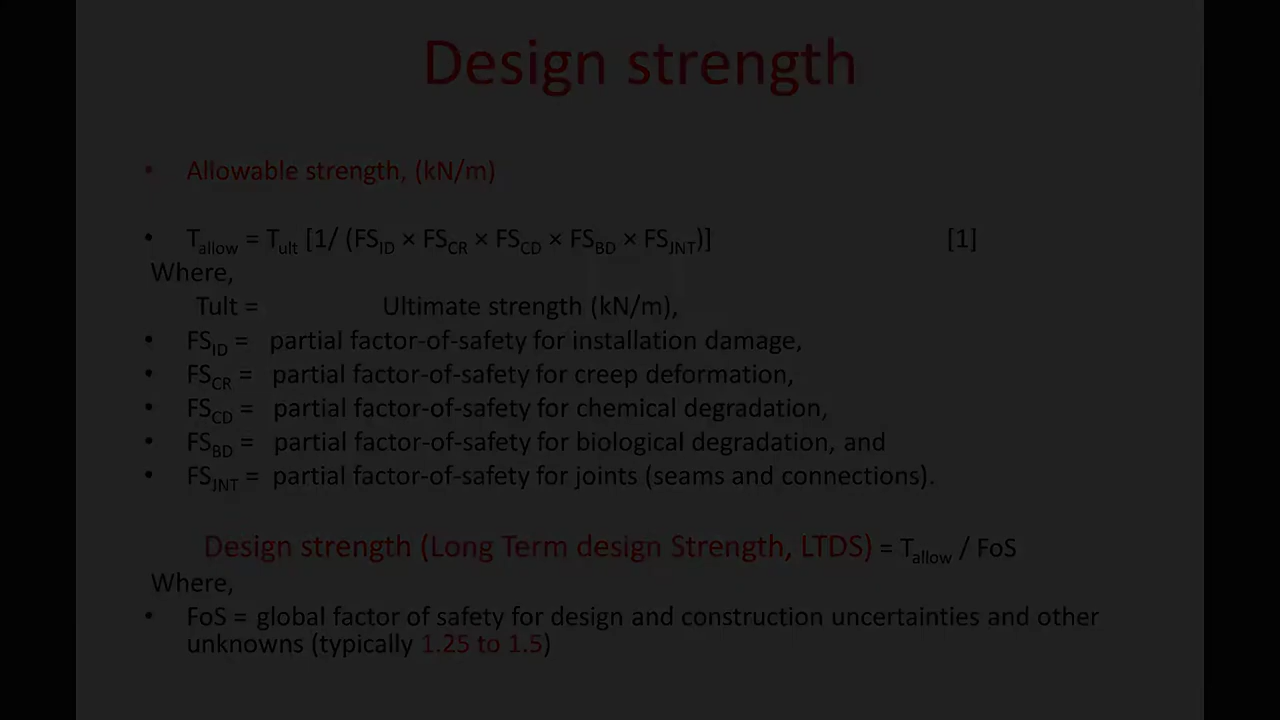 Design strength
• Allowable strength, (kN/m)
• Tallow = Tult [1/ (FSID × FSCR × FSCD × FSBD × FSJNT)] [1]
Where,
Tult = Ultimate strength (kN/m),
• FSID = partial factor-of-safety for installation damage,
• FSCR = partial factor-of-safety for creep deformation,
• FSCD = partial factor-of-safety for chemical degradation,
• FSBD = partial factor-of-safety for biological degradation, and
• FSJNT = partial factor-of-safety for joints (seams and connections).
Design strength (Long Term design Strength, LTDS) = Tallow / FoS
Where,
• FoS = global factor of safety for design and construction uncertainties and other
unknowns (typically 1.25 to 1.5)